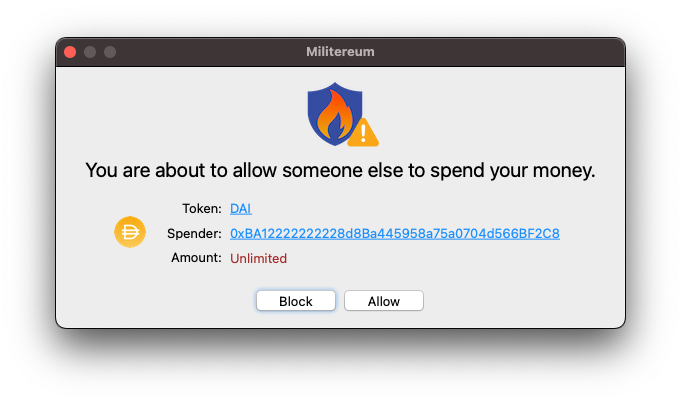 Militereum
You are about to allow someone else to spend your money.
Token: DAI
Spender: 0xBA12222222228d8Ba445958a75a0704d566BF2C8
Amount: Unlimited
Block Allow